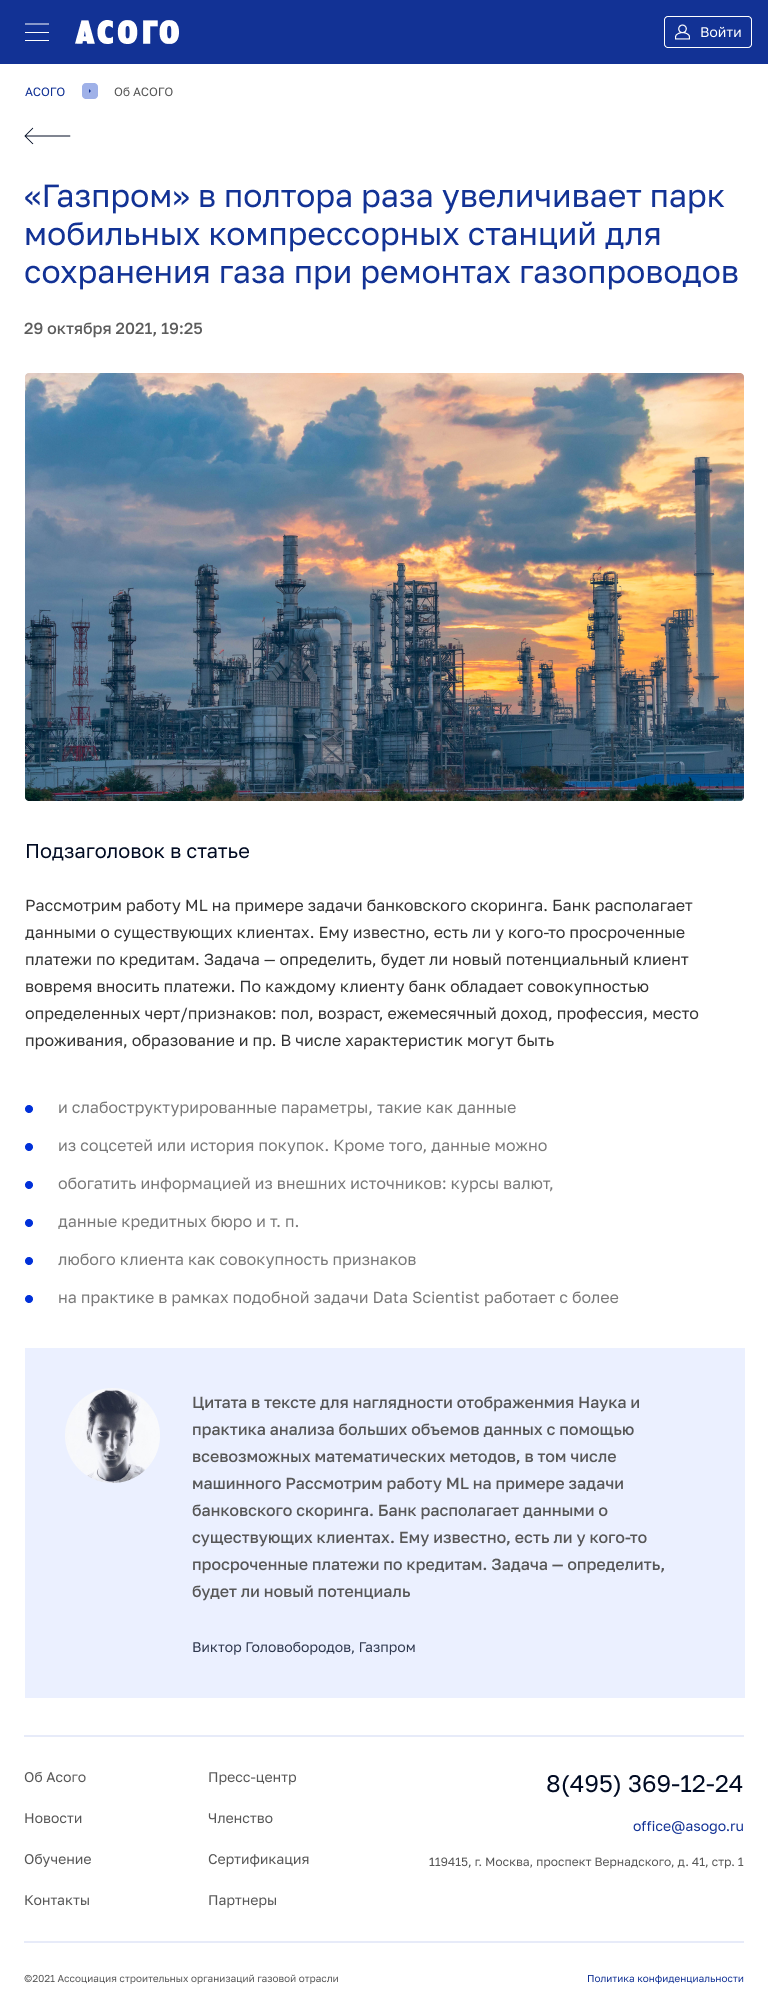 АСОГО
Войти
АСОГО
Об АСОГО
«Газпром» в полтора раза увеличивает парк
мобильных компрессорных станций для
сохранения газа при ремонтах газопроводов
29 октября 2021, 19:25
Подзаголовок в статье
Рассмотрим работу ML на примере задачи банковского скоринга. Банк располагает
данными о существующих клиентах. Ему известно, есть ли у кого-то просроченные
платежи по кредитам. Задача — определить, будет ли новый потенциальный клиент
вовремя вносить платежи. По каждому клиенту банк обладает совокупностью
определенных черт/признаков: пол, возраст, ежемесячный доход, профессия, место
проживания, образование и пр. В числе характеристик могут быть
и слабоструктурированные параметры, такие как данные
из соцсетей или история покупок. Кроме того, данные можно
обогатить информацией из внешних источников: курсы валют,
данные кредитных бюро и т. п.
любого клиента как совокупность признаков
на практике в рамках подобной задачи Data Scientist работает с более
Цитата в тексте для наглядности отображенмия Наука и
практика анализа больших объемов данных с помощью
всевозможных математических методов, в том числе
машинного Рассмотрим работу ML на примере задачи
банковского скоринга. Банк располагает данными о
существующих клиентах. Ему известно, есть ли у кого-то
просроченные платежи по кредитам. Задача — определить,
будет ли новый потенциаль
Виктор Головобородов, Газпром
Об Асого
Новости
Обучение
Контакты
Пресс-центр
Членство
Сертификация
Партнеры
8(495) 369-12-24
office@asogo.ru
119415, г. Москва, проспект Вернадского, д. 41, стр. 1
©2021 Ассоциация строительных организаций газовой отрасли
Политика конфиденциальности